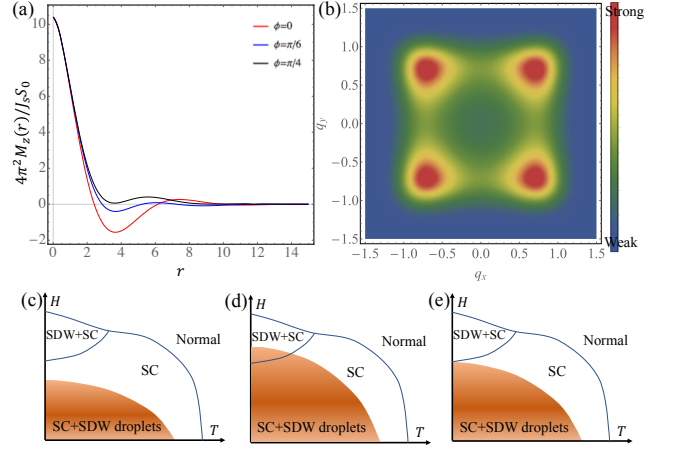 (a)
4π²M_z(r)/J_sS_0
10
8
6
4
2
0
−2
ϕ=0
ϕ=π/6
ϕ=π/4
0 2 4 6 8 10 12 14
r
(b)
q_y
1.5
1.0
0.5
0.0
−0.5
−1.0
−1.5
−1.5 −1.0 −0.5 0.0 0.5 1.0 1.5
q_x
Strong
Weak
(c)
H
SDW+SC
Normal
SC
SC+SDW droplets
T
(d)
H
SDW+SC
Normal
SC
SC+SDW droplets
T
(e)
H
SDW+SC
Normal
SC
SC+SDW droplets
T